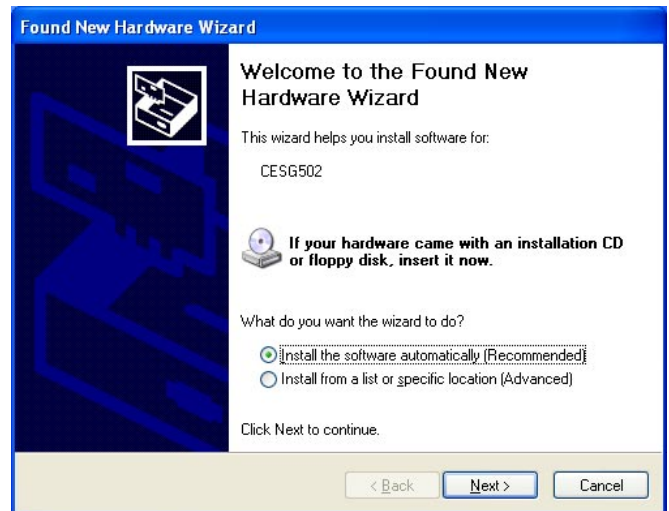 Found New Hardware Wizard
Welcome to the Found New
Hardware Wizard
This wizard helps you install software for:
CESG502
If your hardware came with an installation CD
or floppy disk, insert it now.
What do you want the wizard to do?
Install the software automatically (Recommended)
Install from a list or specific location (Advanced)
Click Next to continue.
< Back
Next >
Cancel